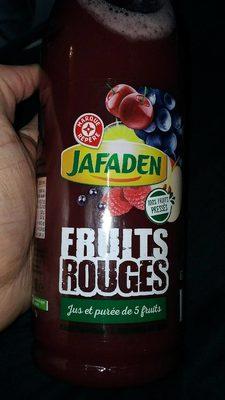 MARQUE
REPÈRE
JAFADEN
100% FRUITS
PRESSÉS
FRUITS
ROUGES
Jus et purée de 5 fruits